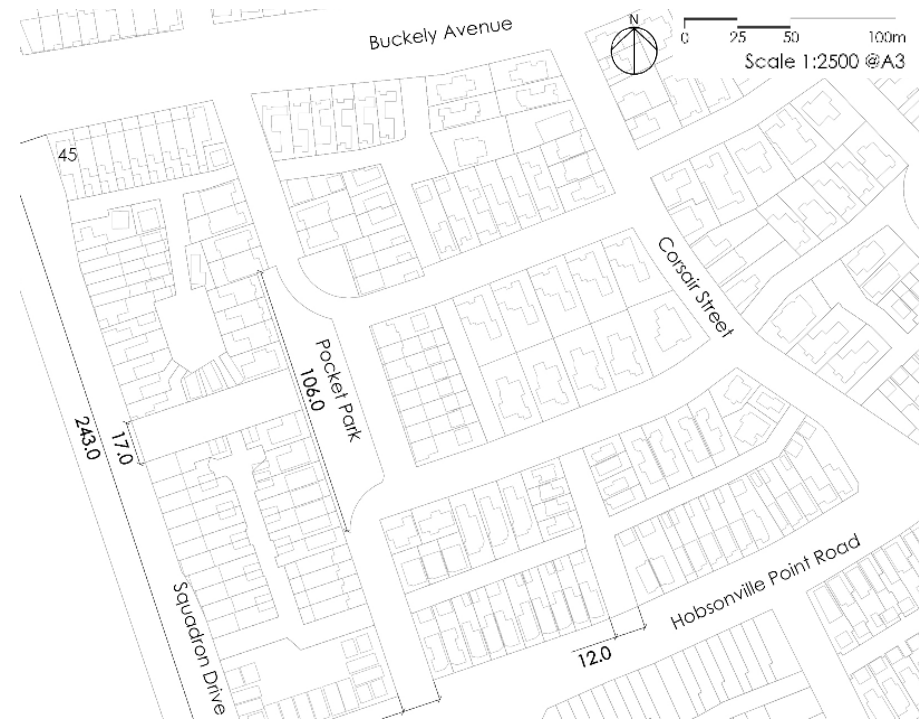 Buckely Avenue
N
0 25 50 100m
Scale 1:2500 @A3
45
Corsair Street
Pocket Park
106.0
243.0
17.0
Squadron Drive
Hobsonville Point Road
12.0